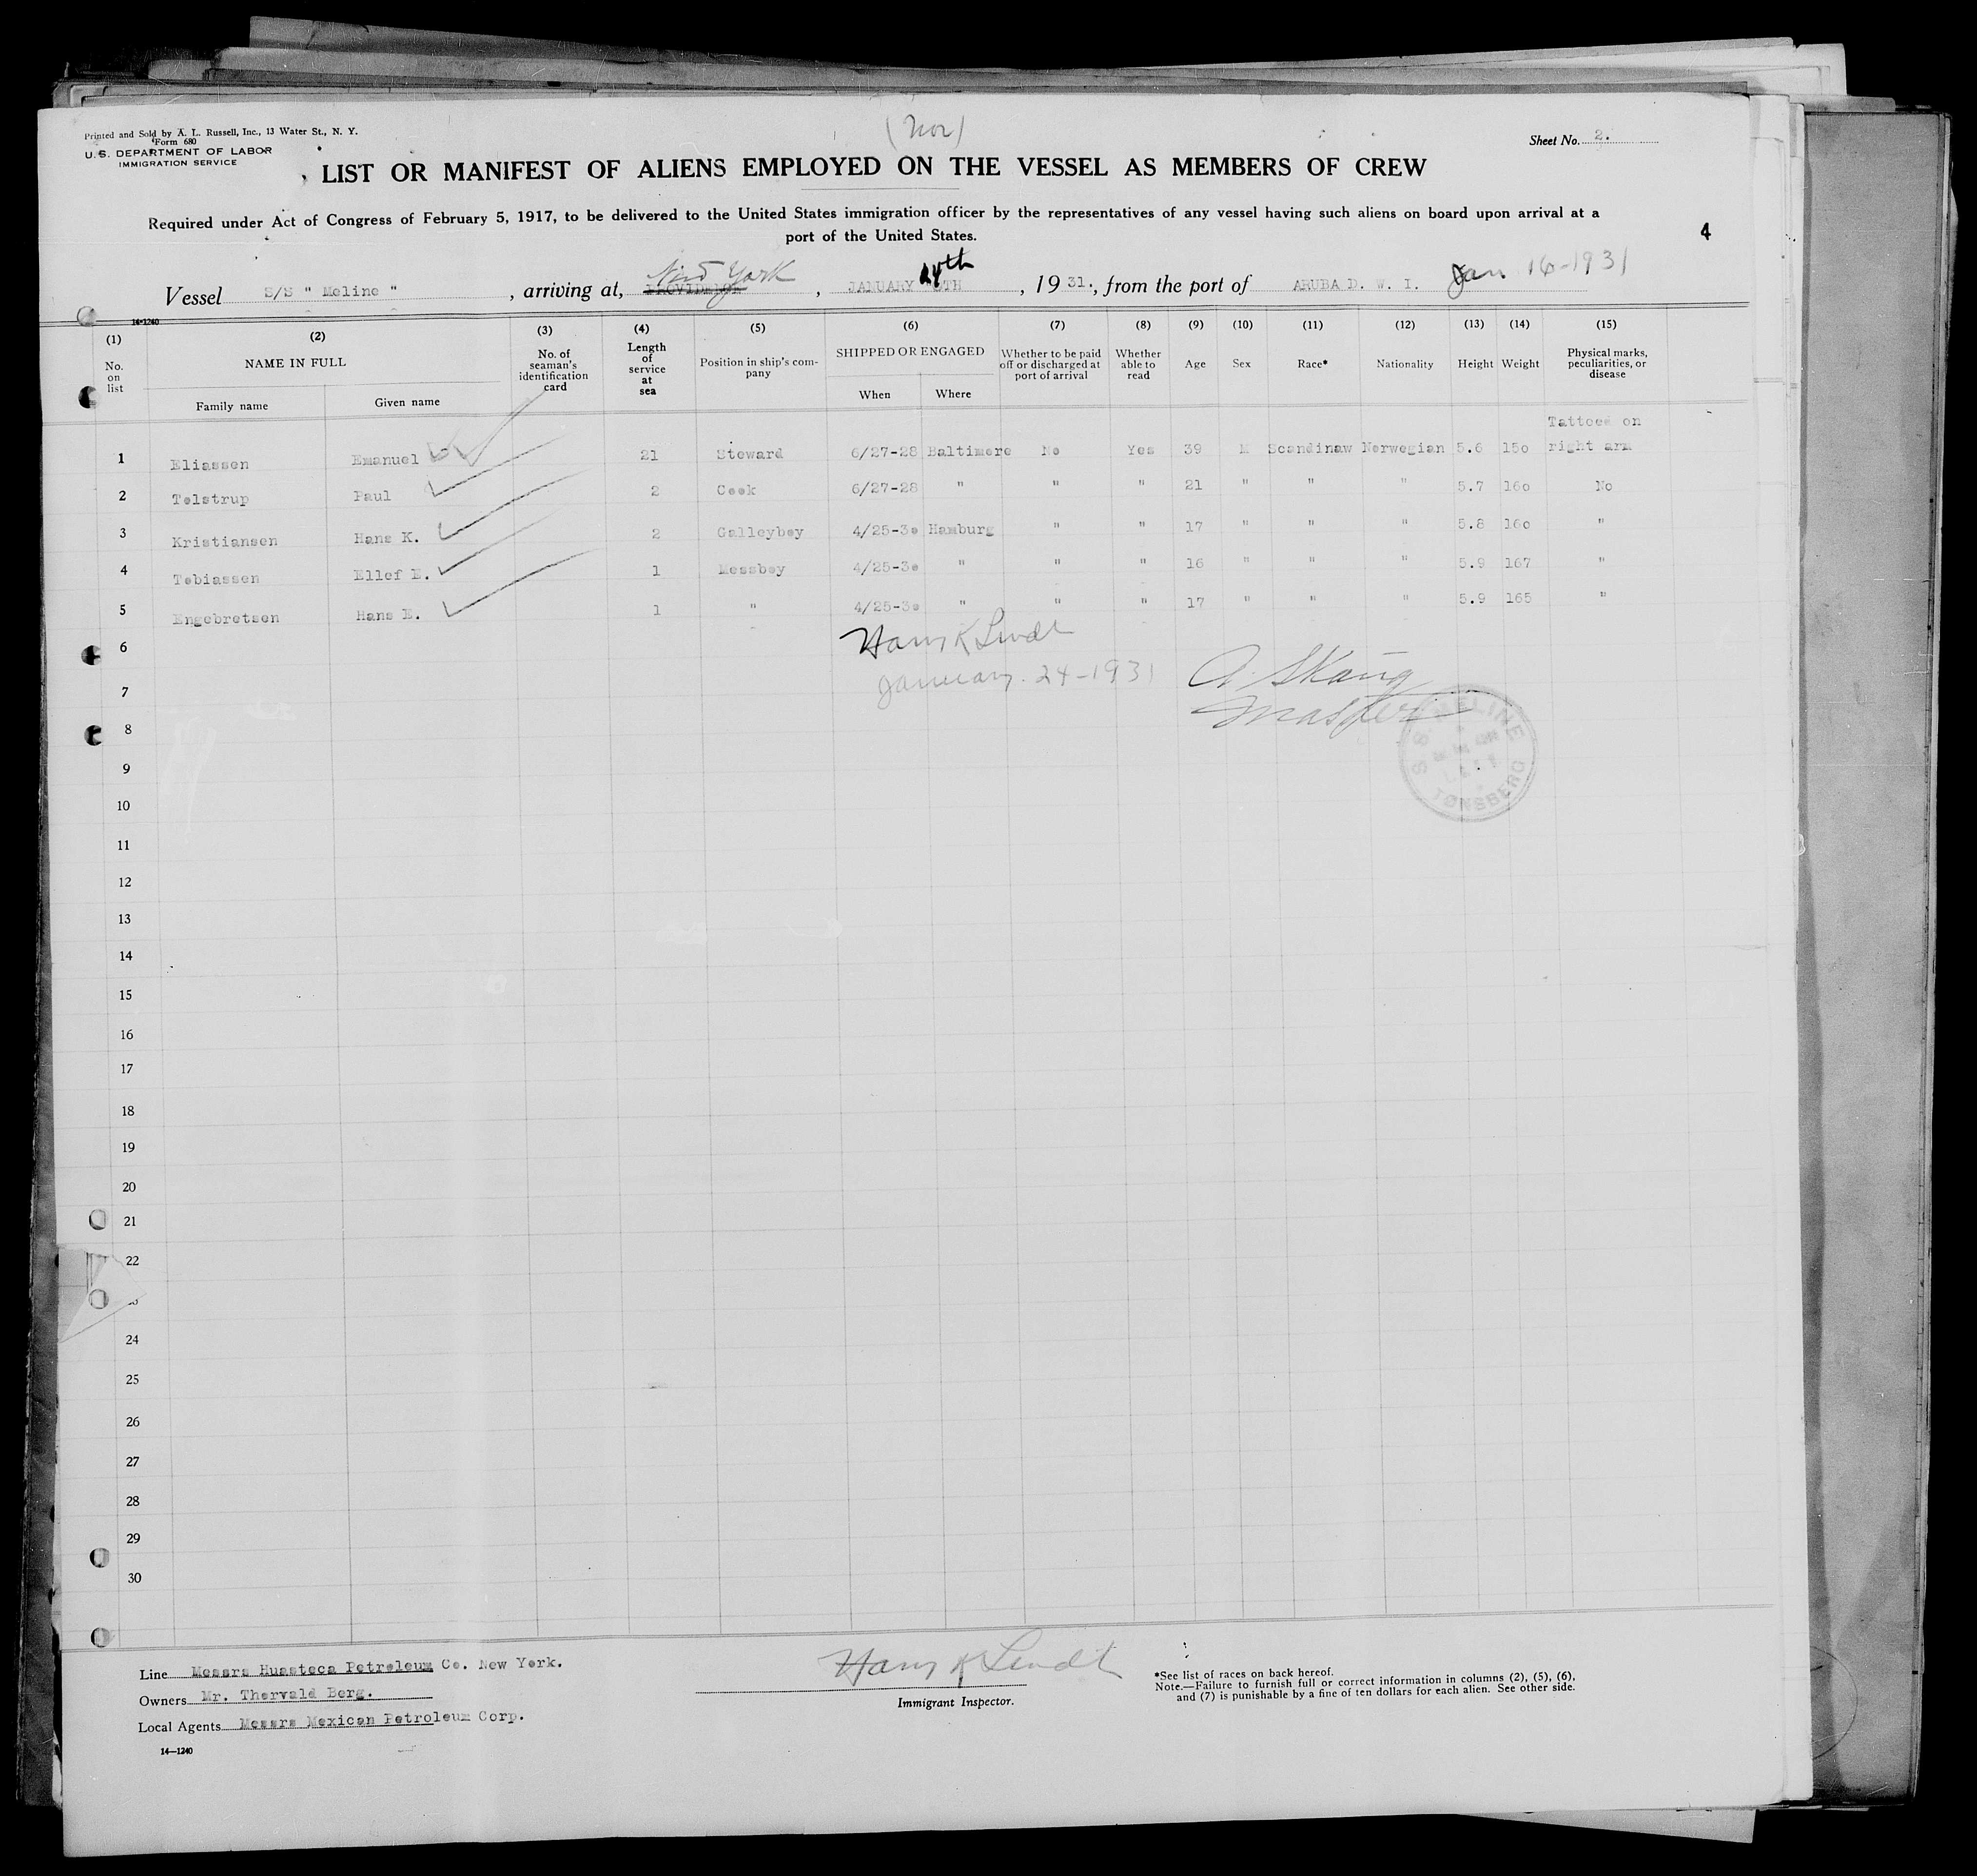 Printed and Sold by A. L. Russell, Inc., 13 Water St., N. Y.
Form 680
U. S. DEPARTMENT OF LABOR
IMMIGRATION SERVICE
(Nor)
Sheet No. 2.
LIST OR MANIFEST OF ALIENS EMPLOYED ON THE VESSEL AS MEMBERS OF CREW
Required under Act of Congress of February 5, 1917, to be delivered to the United States immigration officer by the representatives of any vessel having such aliens on board upon arrival at a
port of the United States.
4
Vessel S/S " Meline " , arriving at, New York , JANUARY 24th , 19 31. , from the port of ARUBA D. W. I. Jan 16-1931
14-1240
(1) (2) (3) (4) (5) (6) (7) (8) (9) (10) (11) (12) (13) (14) (15)
No. on list NAME IN FULL No. of seaman's identification card Length of service at sea Position in ship's company SHIPPED OR ENGAGED Whether to be paid off or discharged at port of arrival Whether able to read Age Sex Race* Nationality Height Weight Physical marks, peculiarities, or disease
Family name Given name When Where
Tattoed on
1 Eliassen Emanuel 21 Steward 6/27-28 Baltimore No Yes 39 M Scandinaw Norwegian 5.6 150 right arm
2 Telstrup Paul 2 Cook 6/27-28 " " " 21 " " " 5.7 160 No
3 Kristiansen Hans K. 2 Galleyboy 4/25-30 Hamburg " " 17 " " " 5.8 160 "
4 Tobiassen Ellef E. 1 Messboy 4/25-30 " " " 16 " " " 5.9 167 "
5 Engebretsen Hans E. 1 " 4/25-30 " " " 17 " " " 5.9 165 "
6 Hans K Lindt
January. 24-1931 A. Skaug
7
Master
8
SS MELINE
TØNSBERG
9
10
11
12
13
14
15
16
17
18
19
20
21
22
24
25
26
27
28
29
30
Line Messrs Huasteca Petroleum Co. New York.
Owners Mr. Thorvald Berg.
Local Agents Messrs Mexican Petroleum Corp.
14—1240
Hans K Lindt
Immigrant Inspector.
*See list of races on back hereof.
Note.—Failure to furnish full or correct information in columns (2), (5), (6),
and (7) is punishable by a fine of ten dollars for each alien. See other side.